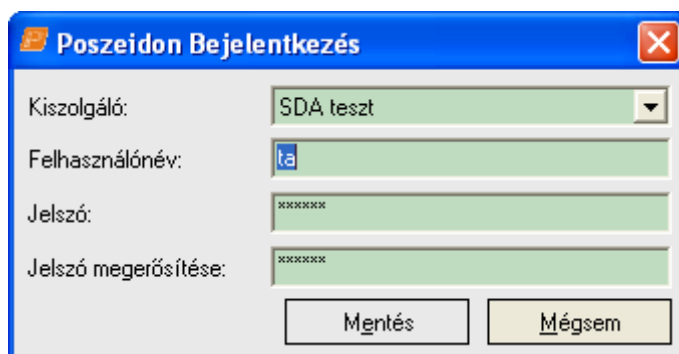 Poszeidon Bejelentkezés
Kiszolgáló: SDA teszt
Felhasználónév: ta
Jelszó: ******
Jelszó megerősítése: ******
Mentés Mégsem